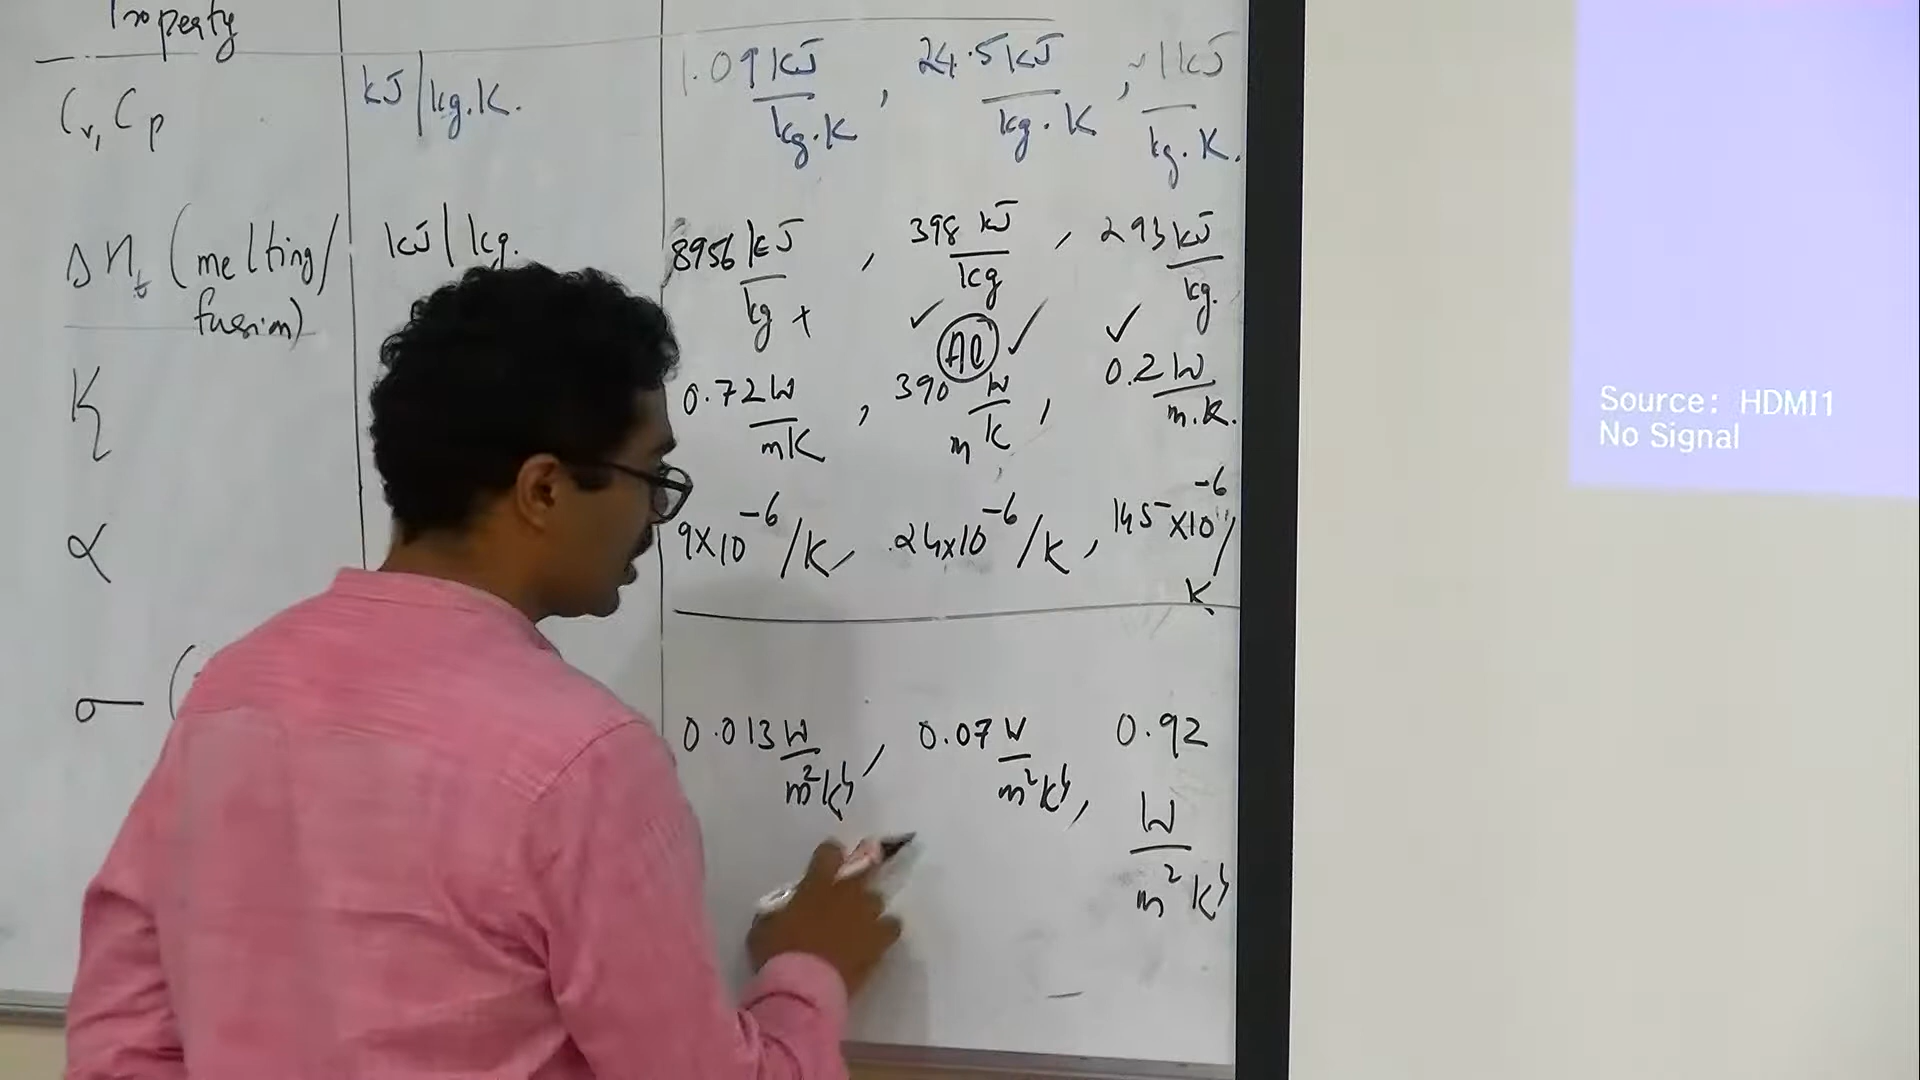 Property
Cv, Cp
kJ/kg.K.
1.09 kJ/kg.K , 24.5 kJ/kg.K , ~1 kJ/kg.K.
(melting/
fusion)
kJ/kg.
8956 kJ/kg + , 398 kJ/kg , 293 kJ/kg.
✓ Al ✓ ✓
0.72 W/mK , 390 W/mK , 0.2 W/m.K.
α
9×10⁻⁶/K, 24×10⁻⁶/K, 145×10⁻⁶/K
σ (
0.013 W/m²K⁴ , 0.07 W/m²K⁴ , 0.92 W/m²K⁴
Source: HDMI1
No Signal